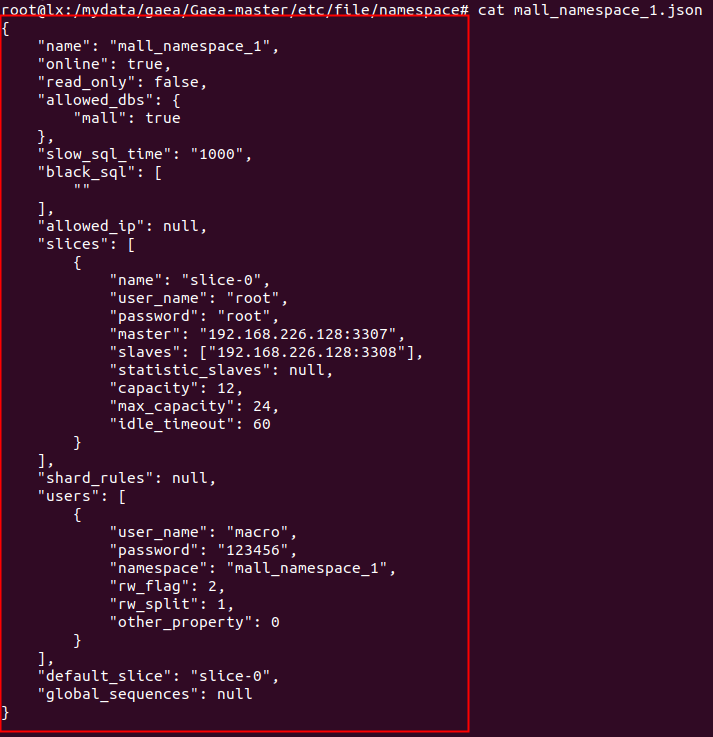 root@lx:/mydata/gaea/Gaea-master/etc/file/namespace# cat mall_namespace_1.json
{
    "name": "mall_namespace_1",
    "online": true,
    "read_only": false,
    "allowed_dbs": {
        "mall": true
    },
    "slow_sql_time": "1000",
    "black_sql": [
        ""
    ],
    "allowed_ip": null,
    "slices": [
        {
            "name": "slice-0",
            "user_name": "root",
            "password": "root",
            "master": "192.168.226.128:3307",
            "slaves": ["192.168.226.128:3308"],
            "statistic_slaves": null,
            "capacity": 12,
            "max_capacity": 24,
            "idle_timeout": 60
        }
    ],
    "shard_rules": null,
    "users": [
        {
            "user_name": "macro",
            "password": "123456",
            "namespace": "mall_namespace_1",
            "rw_flag": 2,
            "rw_split": 1,
            "other_property": 0
        }
    ],
    "default_slice": "slice-0",
    "global_sequences": null
}